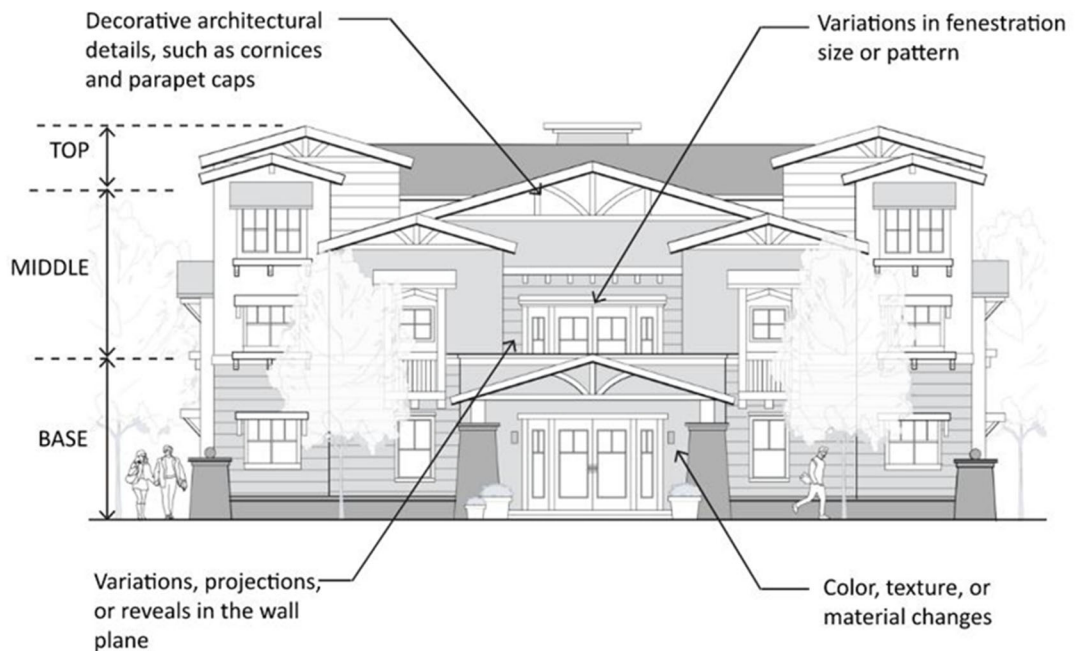 Decorative architectural
details, such as cornices
and parapet caps
Variations in fenestration
size or pattern
TOP
MIDDLE
BASE
Variations, projections,
or reveals in the wall
plane
Color, texture, or
material changes